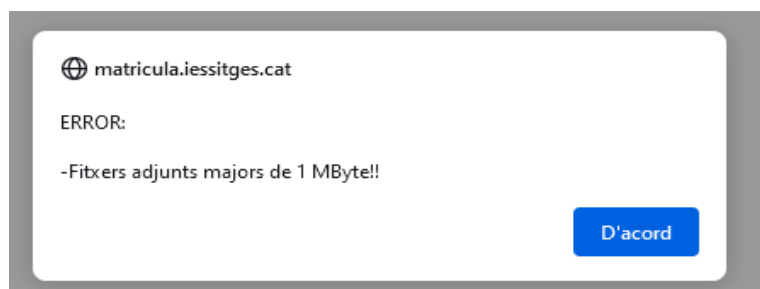 matricula.iessitges.cat
ERROR:
-Fitxers adjunts majors de 1 MByte!!
D'acord